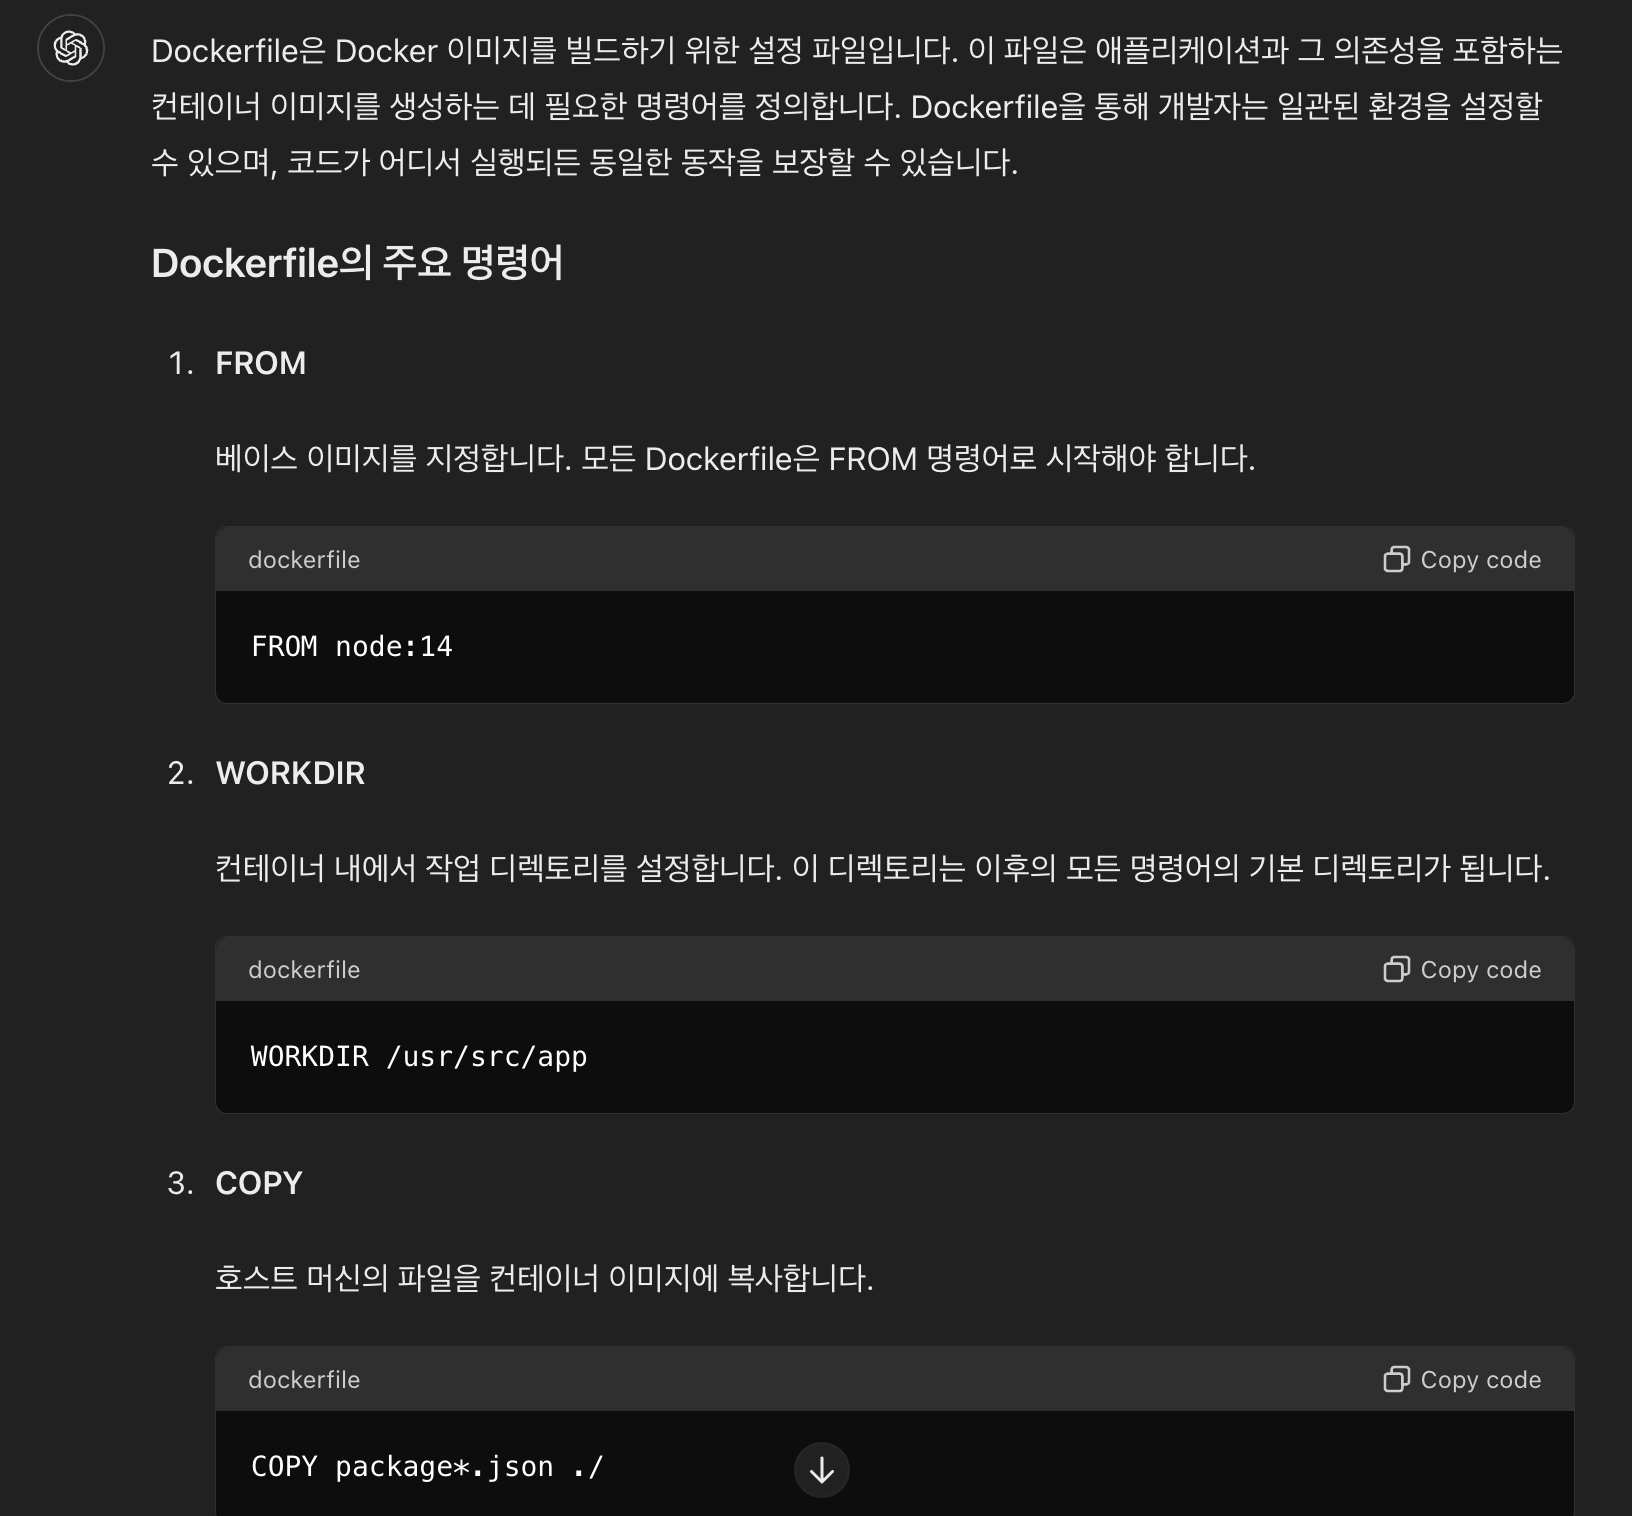 Dockerfile은 Docker 이미지를 빌드하기 위한 설정 파일입니다. 이 파일은 애플리케이션과 그 의존성을 포함하는
컨테이너 이미지를 생성하는 데 필요한 명령어를 정의합니다. Dockerfile을 통해 개발자는 일관된 환경을 설정할
수 있으며, 코드가 어디서 실행되든 동일한 동작을 보장할 수 있습니다.
Dockerfile의 주요 명령어
1. FROM
베이스 이미지를 지정합니다. 모든 Dockerfile은 FROM 명령어로 시작해야 합니다.
dockerfile Copy code
FROM node:14
2. WORKDIR
컨테이너 내에서 작업 디렉토리를 설정합니다. 이 디렉토리는 이후의 모든 명령어의 기본 디렉토리가 됩니다.
dockerfile Copy code
WORKDIR /usr/src/app
3. COPY
호스트 머신의 파일을 컨테이너 이미지에 복사합니다.
dockerfile Copy code
COPY package*.json ./